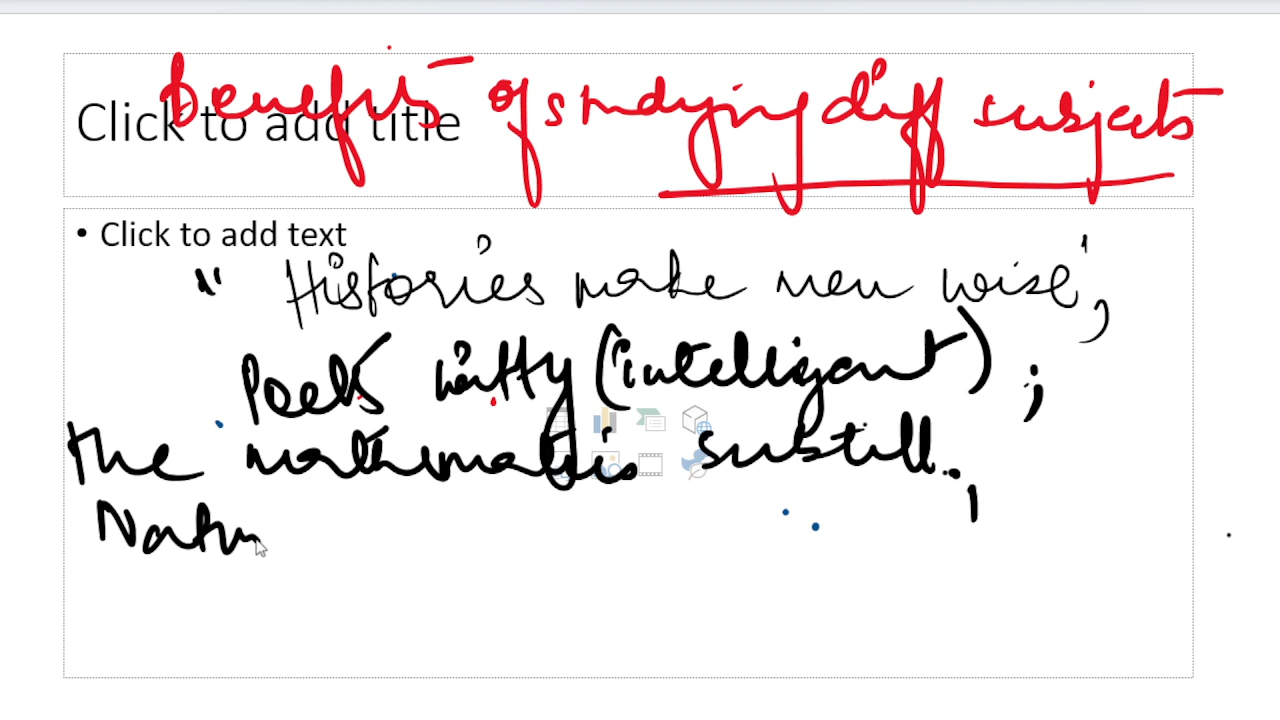 benefits of studying diff subjects
Click to add title
• Click to add text
" Histories make men wise;
Poets witty (intelligent) ;
the mathematics subtill.;
Natu